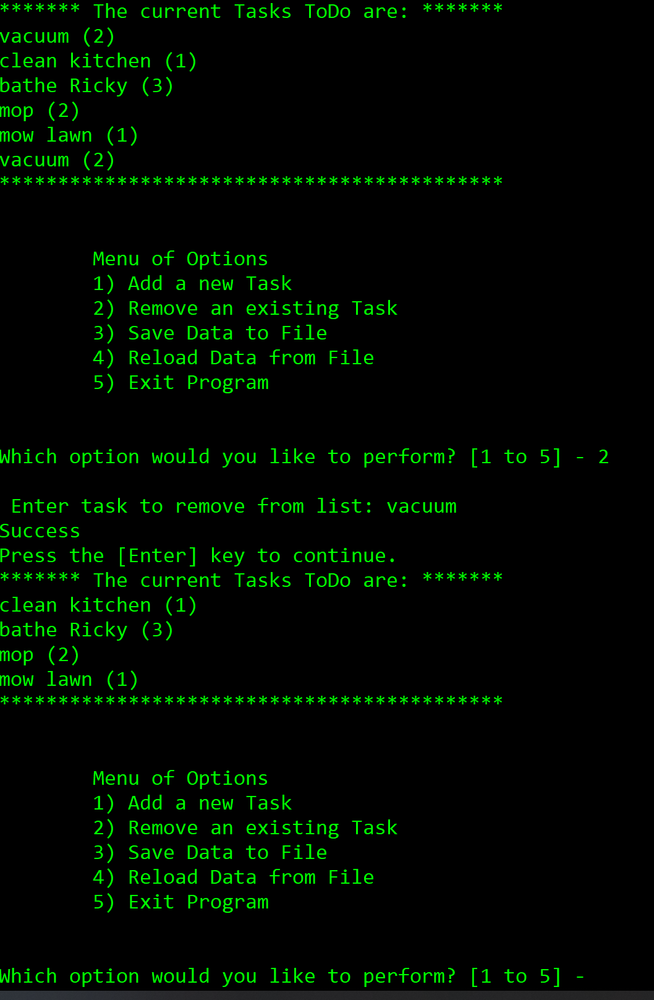 ******* The current Tasks ToDo are: *******
vacuum (2)
clean kitchen (1)
bathe Ricky (3)
mop (2)
mow lawn (1)
vacuum (2)
*******************************************
Menu of Options
1) Add a new Task
2) Remove an existing Task
3) Save Data to File
4) Reload Data from File
5) Exit Program
Which option would you like to perform? [1 to 5] - 2
Enter task to remove from list: vacuum
Success
Press the [Enter] key to continue.
******* The current Tasks ToDo are: *******
clean kitchen (1)
bathe Ricky (3)
mop (2)
mow lawn (1)
*******************************************
Menu of Options
1) Add a new Task
2) Remove an existing Task
3) Save Data to File
4) Reload Data from File
5) Exit Program
Which option would you like to perform? [1 to 5] -